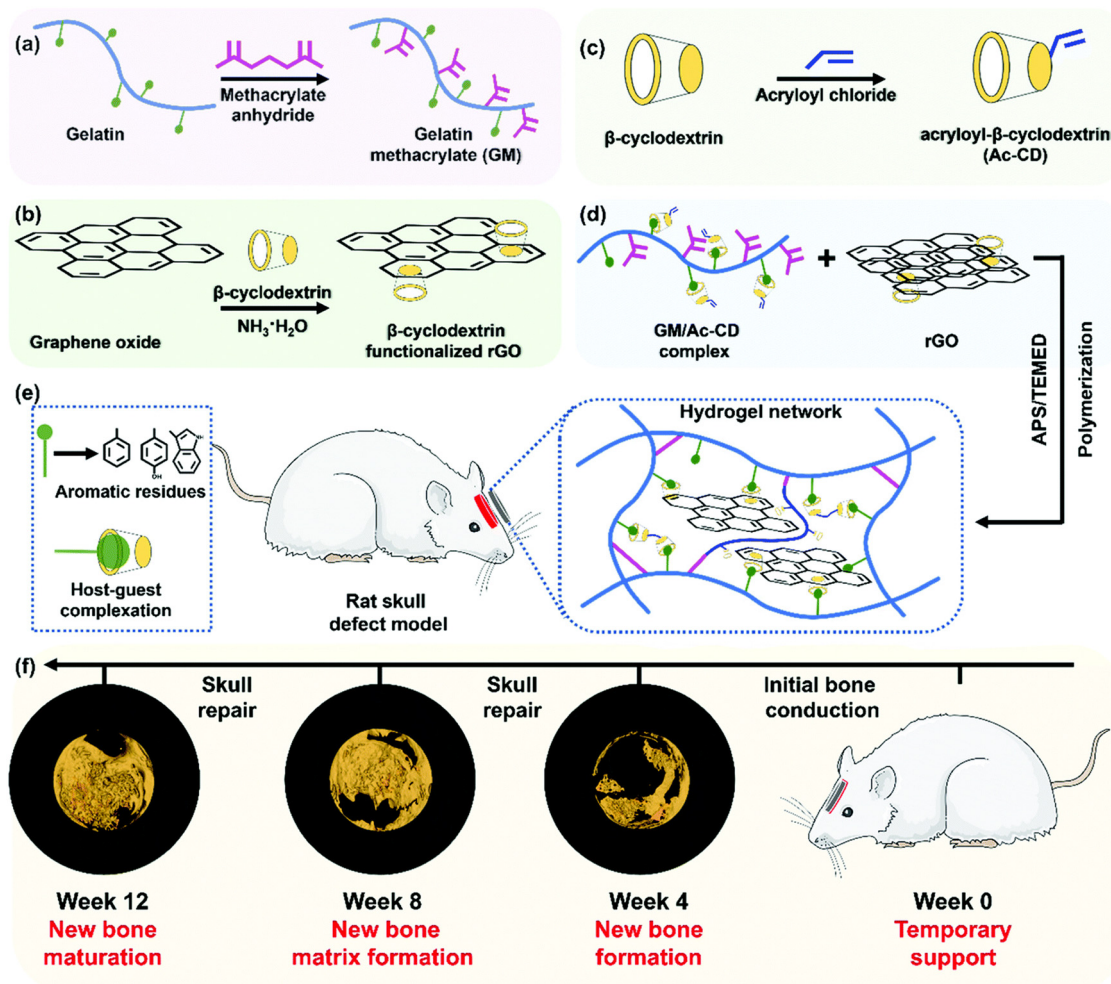 (a)
Gelatin
Methacrylate
anhydride
Gelatin
methacrylate (GM)
(c)
β-cyclodextrin
Acryloyl chloride
acryloyl-β-cyclodextrin
(Ac-CD)
(b)
Graphene oxide
β-cyclodextrin
NH₃·H₂O
β-cyclodextrin
functionalized rGO
(d)
GM/Ac-CD
complex
+
rGO
APS/TEMED
Polymerization
(e)
NH
OH
Aromatic residues
Host-guest
complexation
Rat skull
defect model
Hydrogel network
(f)
Skull
repair
Skull
repair
Initial bone
conduction
Week 12
New bone
maturation
Week 8
New bone
matrix formation
Week 4
New bone
formation
Week 0
Temporary
support